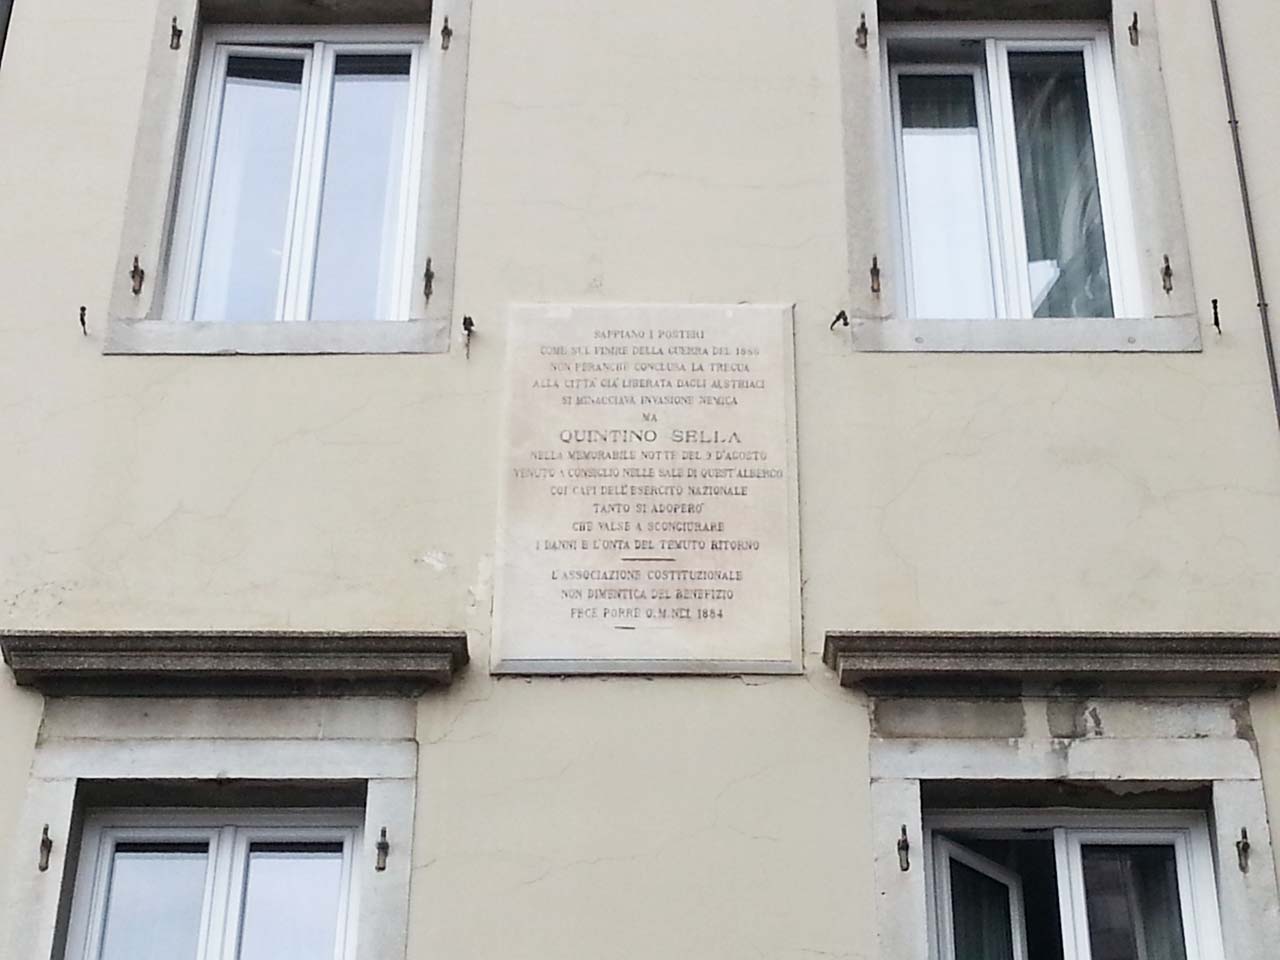 SAPPIANO I POSTERI
COME SUL FINIRE DELLA GUERRA DEL 1866
NON PERANCHE CONCLUSA LA TREGUA
ALLA CITTA' GIA' LIBERATA DAGLI AUSTRIACI
SI MINACCIAVA INVASIONE NEMICA
MA
QUINTINO SELLA
NELLA MEMORABILE NOTTE DEL 9 D'AGOSTO
VENUTO A CONSIGLIO NELLE SALE DI QUEST'ALBERGO
COI CAPI DELL'ESERCITO NAZIONALE
TANTO SI ADOPERO'
CHE VALSE A SCONGIURARE
I DANNI E L'ONTA DEL TEMUTO RITORNO
L'ASSOCIAZIONE COSTITUZIONALE
NON DIMENTICA DEL BENEFIZIO
FECE PORRE Q.M. NEL 1884